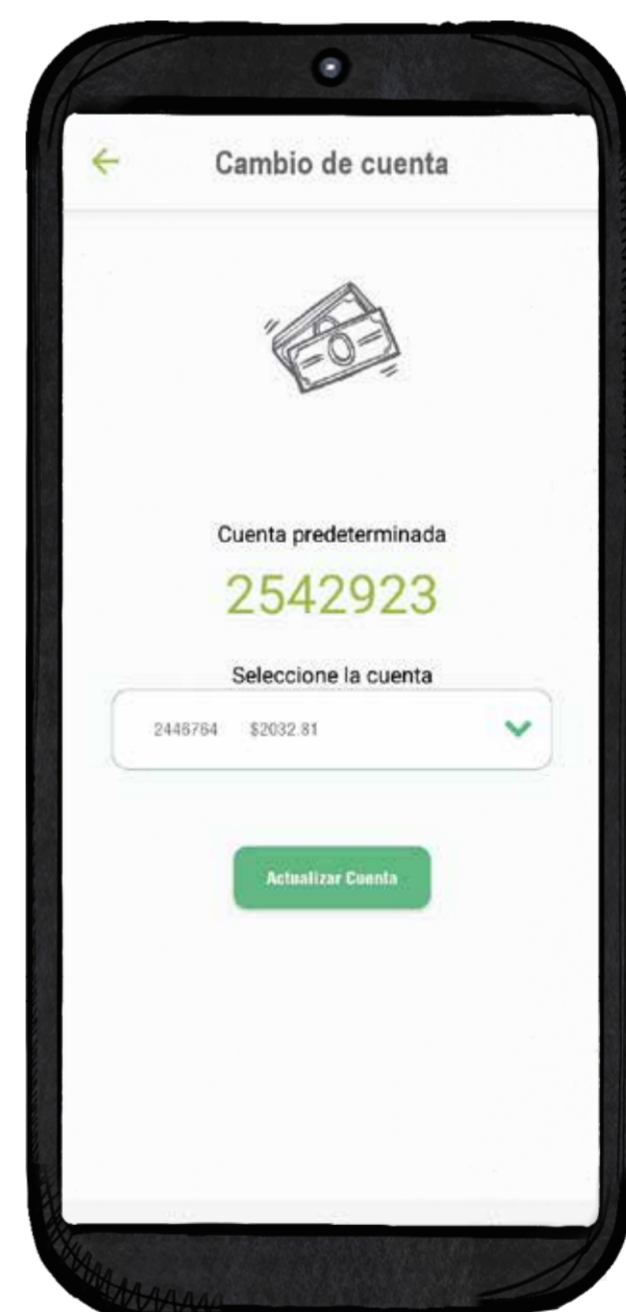 Cambio de cuenta
Cuenta predeterminada
2542923
Seleccione la cuenta
2448764 $2032.81
Actualizar Cuenta